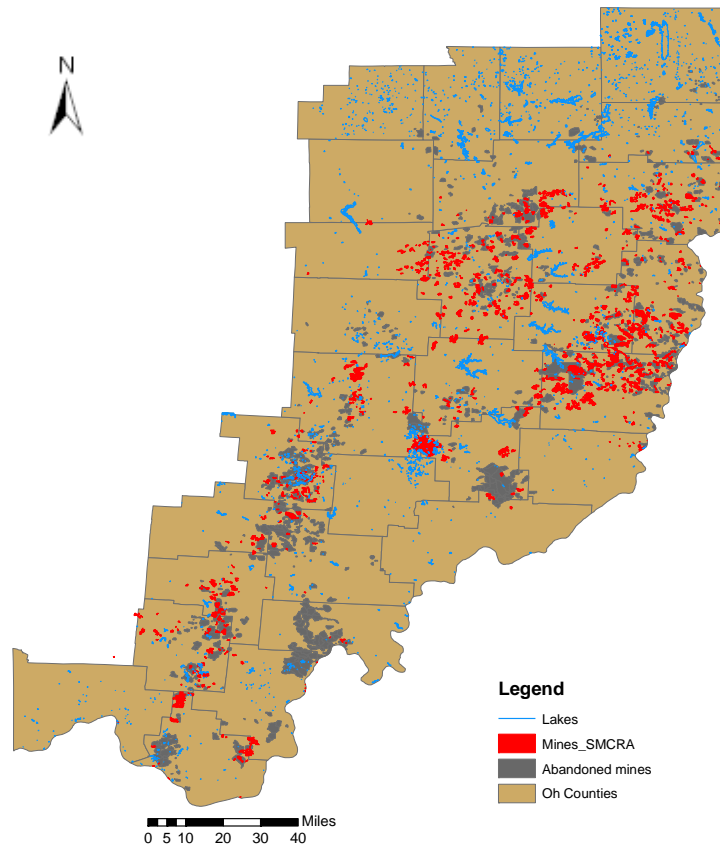 N
Legend
Lakes
Mines_SMCRA
Abandoned mines
Oh Counties
Miles
0 5 10 20 30 40